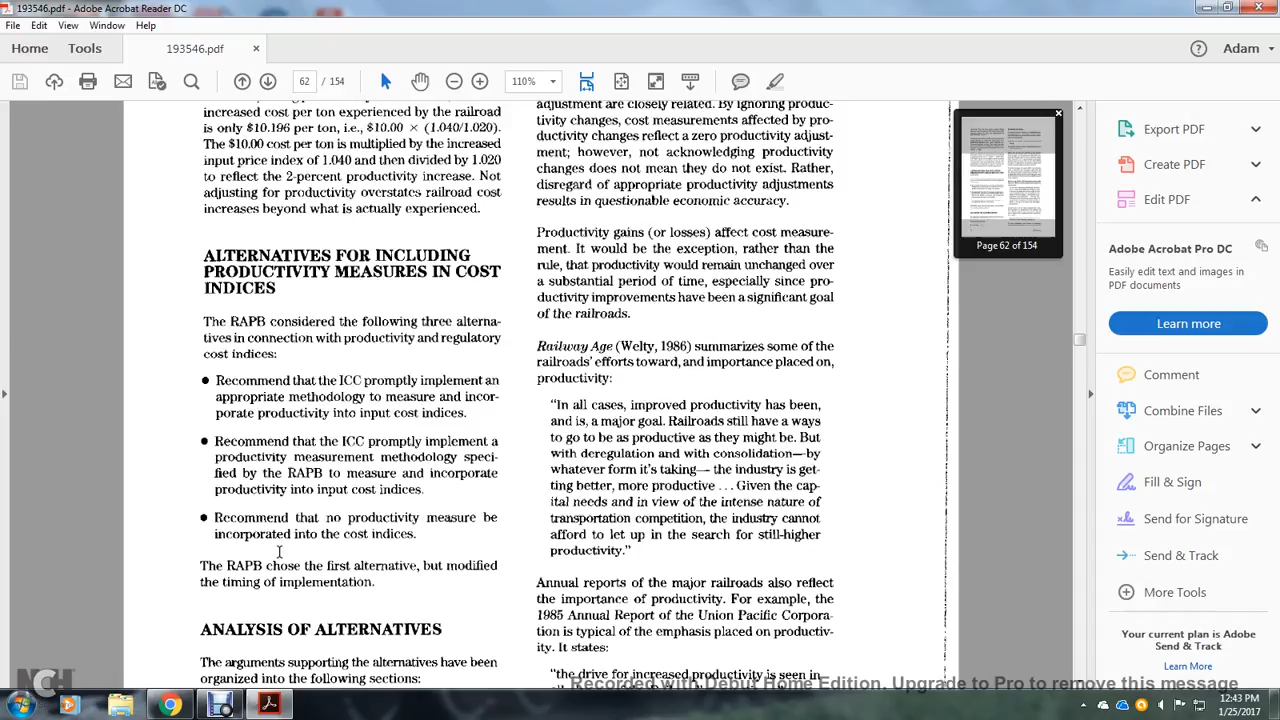 193546.pdf - Adobe Acrobat Reader DC
File Edit View Window Help
Home Tools 193546.pdf × Adam
62 / 154 110%
increased cost per ton experienced by the railroad
is only $10.196 per ton, i.e., $10.00 × (1.040/1.020).
The $10.00 cost per ton is multiplied by the increased
input price index of 1.040 and then divided by 1.020
to reflect the 2-percent productivity increase. Not
adjusting for productivity overstates railroad cost
increases beyond what is actually experienced.
ALTERNATIVES FOR INCLUDING
PRODUCTIVITY MEASURES IN COST
INDICES
The RAPB considered the following three alterna-
tives in connection with productivity and regulatory
cost indices:
● Recommend that the ICC promptly implement an
appropriate methodology to measure and incor-
porate productivity into input cost indices.
● Recommend that the ICC promptly implement a
productivity measurement methodology speci-
fied by the RAPB to measure and incorporate
productivity into input cost indices.
● Recommend that no productivity measure be
incorporated into the cost indices.
The RAPB chose the first alternative, but modified
the timing of implementation.
ANALYSIS OF ALTERNATIVES
The arguments supporting the alternatives have been
organized into the following sections:
adjustment are closely related. By ignoring produc-
tivity changes, cost measurements affected by pro-
ductivity changes reflect a zero productivity adjust-
ment; however, not acknowledging productivity
changes does not mean they do not exist. Rather,
disregard of appropriate productivity adjustments
results in questionable economic accuracy.
Productivity gains (or losses) affect cost measure-
ment. It would be the exception, rather than the
rule, that productivity would remain unchanged over
a substantial period of time, especially since pro-
ductivity improvements have been a significant goal
of the railroads.
Railway Age (Welty, 1986) summarizes some of the
railroads' efforts toward, and importance placed on,
productivity:
"In all cases, improved productivity has been,
and is, a major goal. Railroads still have a ways
to go to be as productive as they might be. But
with deregulation and with consolidation—by
whatever form it's taking— the industry is get-
ting better, more productive ... Given the cap-
ital needs and in view of the intense nature of
transportation competition, the industry cannot
afford to let up in the search for still-higher
productivity."
Annual reports of the major railroads also reflect
the importance of productivity. For example, the
1985 Annual Report of the Union Pacific Corpora-
tion is typical of the emphasis placed on productiv-
ity. It states:
"the drive for increased productivity is seen in
Page 62 of 154
Export PDF
Create PDF
Edit PDF
Adobe Acrobat Pro DC
Easily edit text and images in
PDF documents
Learn more
Comment
Combine Files
Organize Pages
Fill & Sign
Send for Signature
Send & Track
More Tools
Your current plan is Adobe
Send & Track
Learn More
NCH
Recorded with Debut Home Edition. Upgrade to Pro to remove this message
12:43 PM
1/25/2017